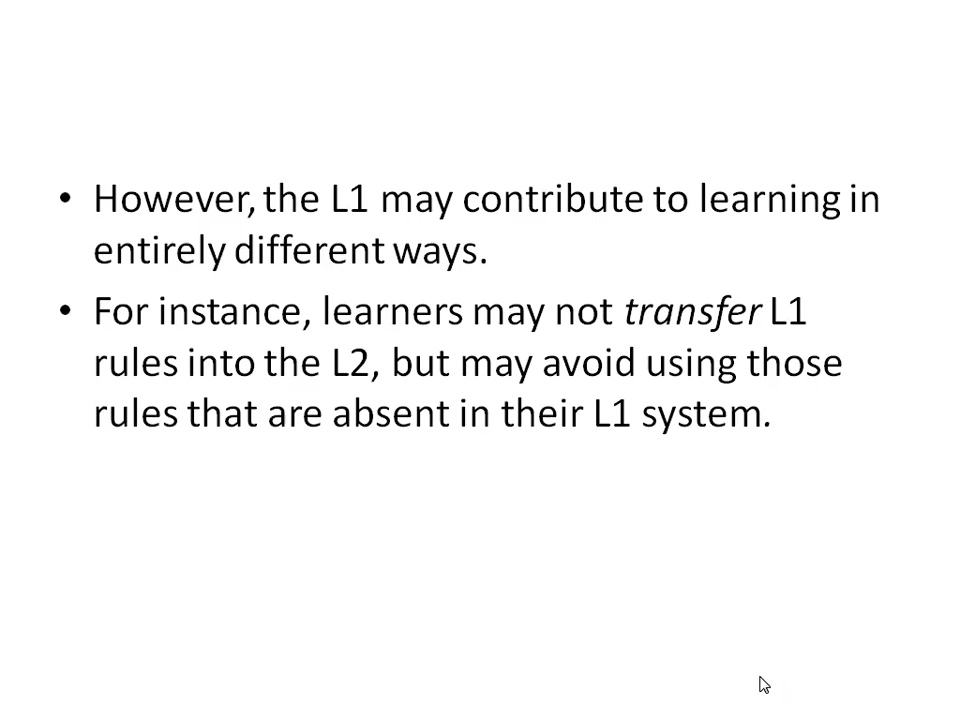 • However, the L1 may contribute to learning in
entirely different ways.
• For instance, learners may not transfer L1
rules into the L2, but may avoid using those
rules that are absent in their L1 system.